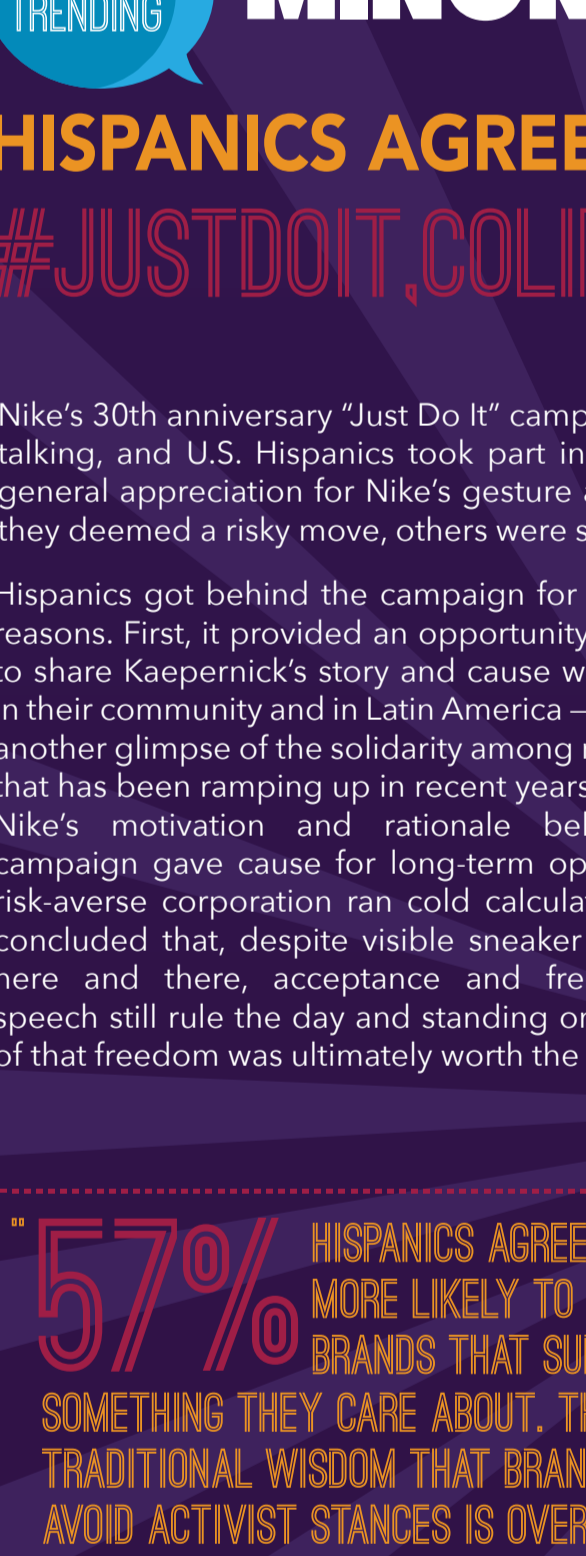 TRENDING
HISPANICS AGREE
#JUSTDOIT,COLI
Nike's 30th anniversary "Just Do It" camp
talking, and U.S. Hispanics took part in
general appreciation for Nike's gesture
they deemed a risky move, others were s
Hispanics got behind the campaign for
reasons. First, it provided an opportunity
to share Kaepernick's story and cause w
in their community and in Latin America —
another glimpse of the solidarity among
that has been ramping up in recent years
Nike's motivation and rationale be
campaign gave cause for long-term op
risk-averse corporation ran cold calcula
concluded that, despite visible sneaker
here and there, acceptance and fre
speech still rule the day and standing o
of that freedom was ultimately worth the
"57% HISPANICS AGREE
MORE LIKELY TO
BRANDS THAT SU
SOMETHING THEY CARE ABOUT. T
TRADITIONAL WISDOM THAT BRAN
AVOID ACTIVIST STANCES IS OVER